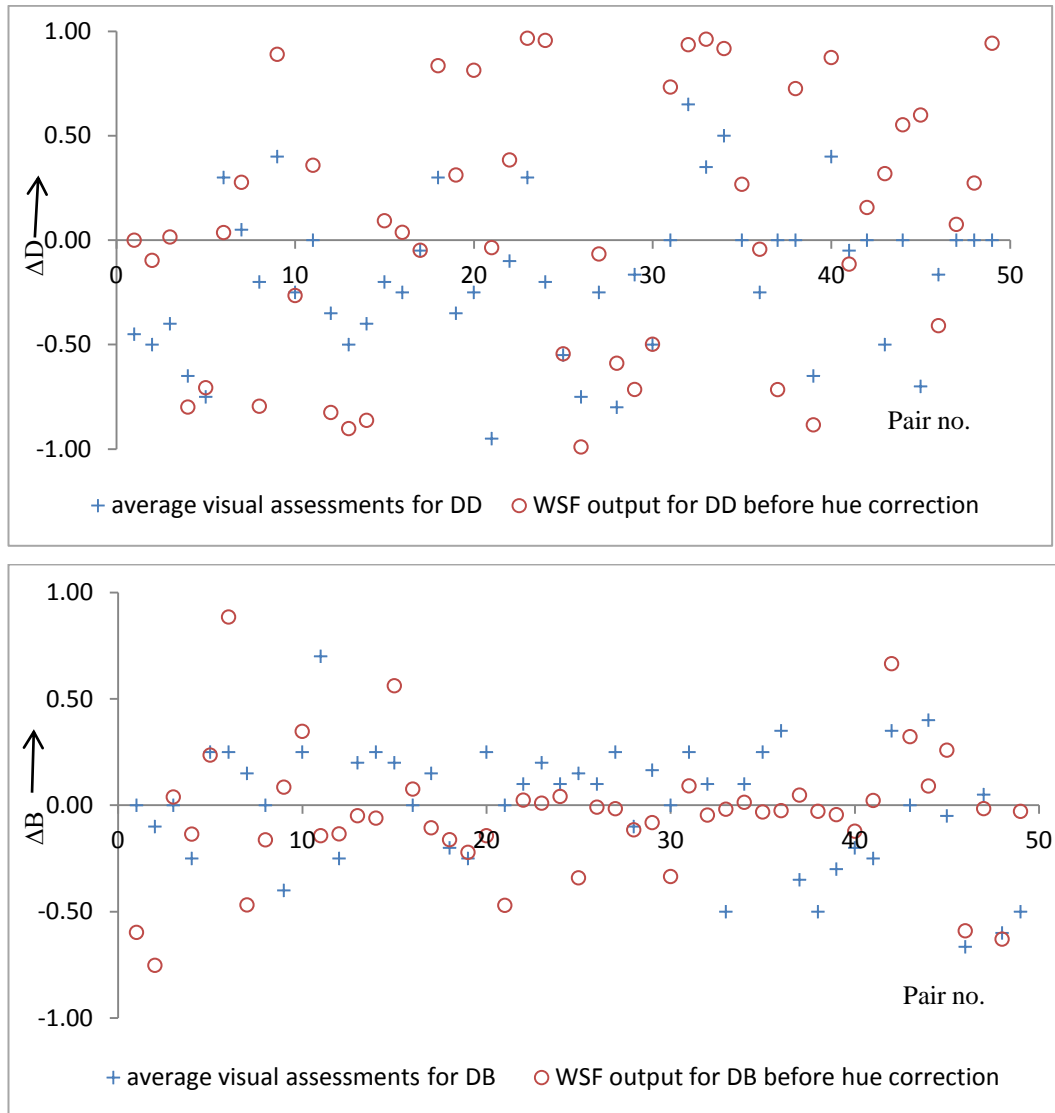 1.00
0.50
0.00
-0.50
-1.00
ΔD
0 10 20 30 40 50
Pair no.
average visual assessments for DD WSF output for DD before hue correction
1.00
0.50
0.00
-0.50
-1.00
ΔB
0 10 20 30 40 50
Pair no.
average visual assessments for DB WSF output for DB before hue correction